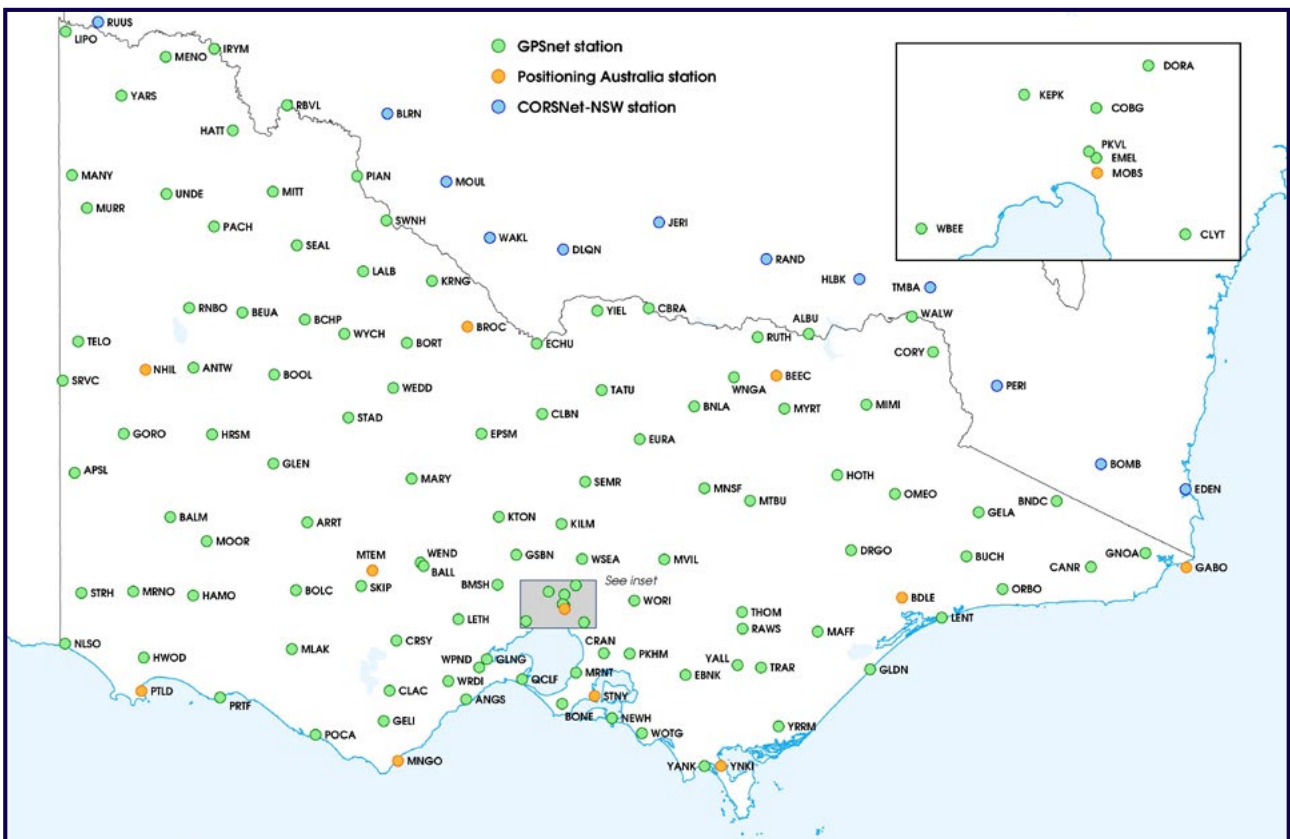 RUUS
LIPO
IRYM
MENO
GPSnet station
Positioning Australia station
CORSNet-NSW station
DORA
KEPK
COBG
PKVL
EMEL
MOBS
WBEE
CLYT
YARS
RBVL
BLRN
HATT
MANY
PIAN
MOUL
UNDE
MITT
MURR
SWNH
JERI
PACH
WAKL
SEAL
DLQN
RAND
LALB
KRNG
HLBK
TMBA
RNBO
BEUA
BCHP
YIEL
CBRA
WALW
WYCH
BROC
ALBU
TELO
BORT
ECHU
RUTH
CORY
NHIL
ANTW
BOOL
SRVC
WEDD
TATU
WNGA
BEEC
PERI
STAD
CLBN
BNLA
MYRT
MIMI
GORO
HRSM
EPSM
EURA
APSL
GLEN
MARY
SEMR
MNSF
MTBU
HOTH
OMEO
BOMB
EDEN
BNDC
GELA
BALM
ARRT
KTON
KILM
MOOR
MTEM
WEND
BALL
GSBN
WSEA
MVIL
DRGO
BUCH
CANR
GNOA
GABO
STRH
MRNO
HAMO
BOLC
SKIP
BMSH
See inset
WORI
BDLE
ORBO
LETH
THOM
RAWS
MAFF
LENT
NLSO
HWOD
MLAK
CRSY
WPND
GLNG
CRAN
PKHM
YALL
TRAR
GLDN
PTLD
PRTF
CLAC
WRDI
ANGS
QCLF
MRNT
STNY
EBNK
GELI
BONE
NEWH
WOTG
YRRM
POCA
MNGO
YANK
YNKI